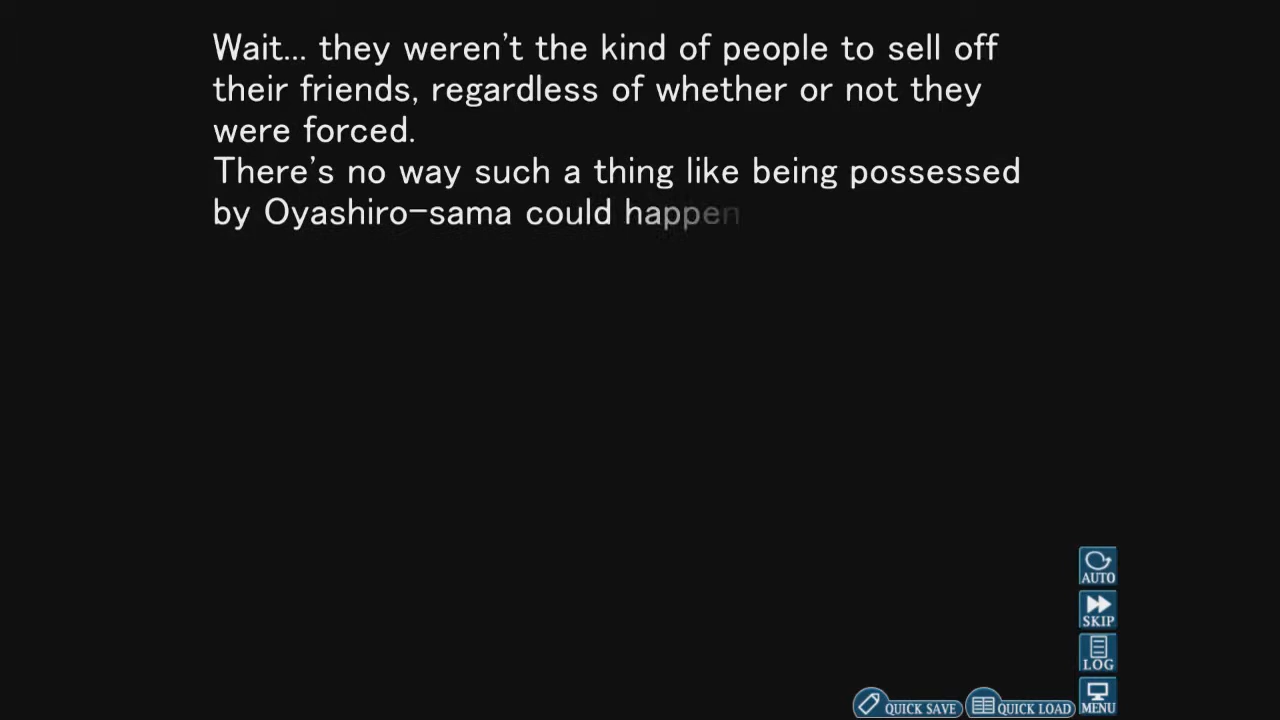 Wait... they weren't the kind of people to sell off
their friends, regardless of whether or not they
were forced.
There's no way such a thing like being possessed
by Oyashiro-sama could happen
AUTO
SKIP
LOG
MENU
QUICK SAVE
QUICK LOAD